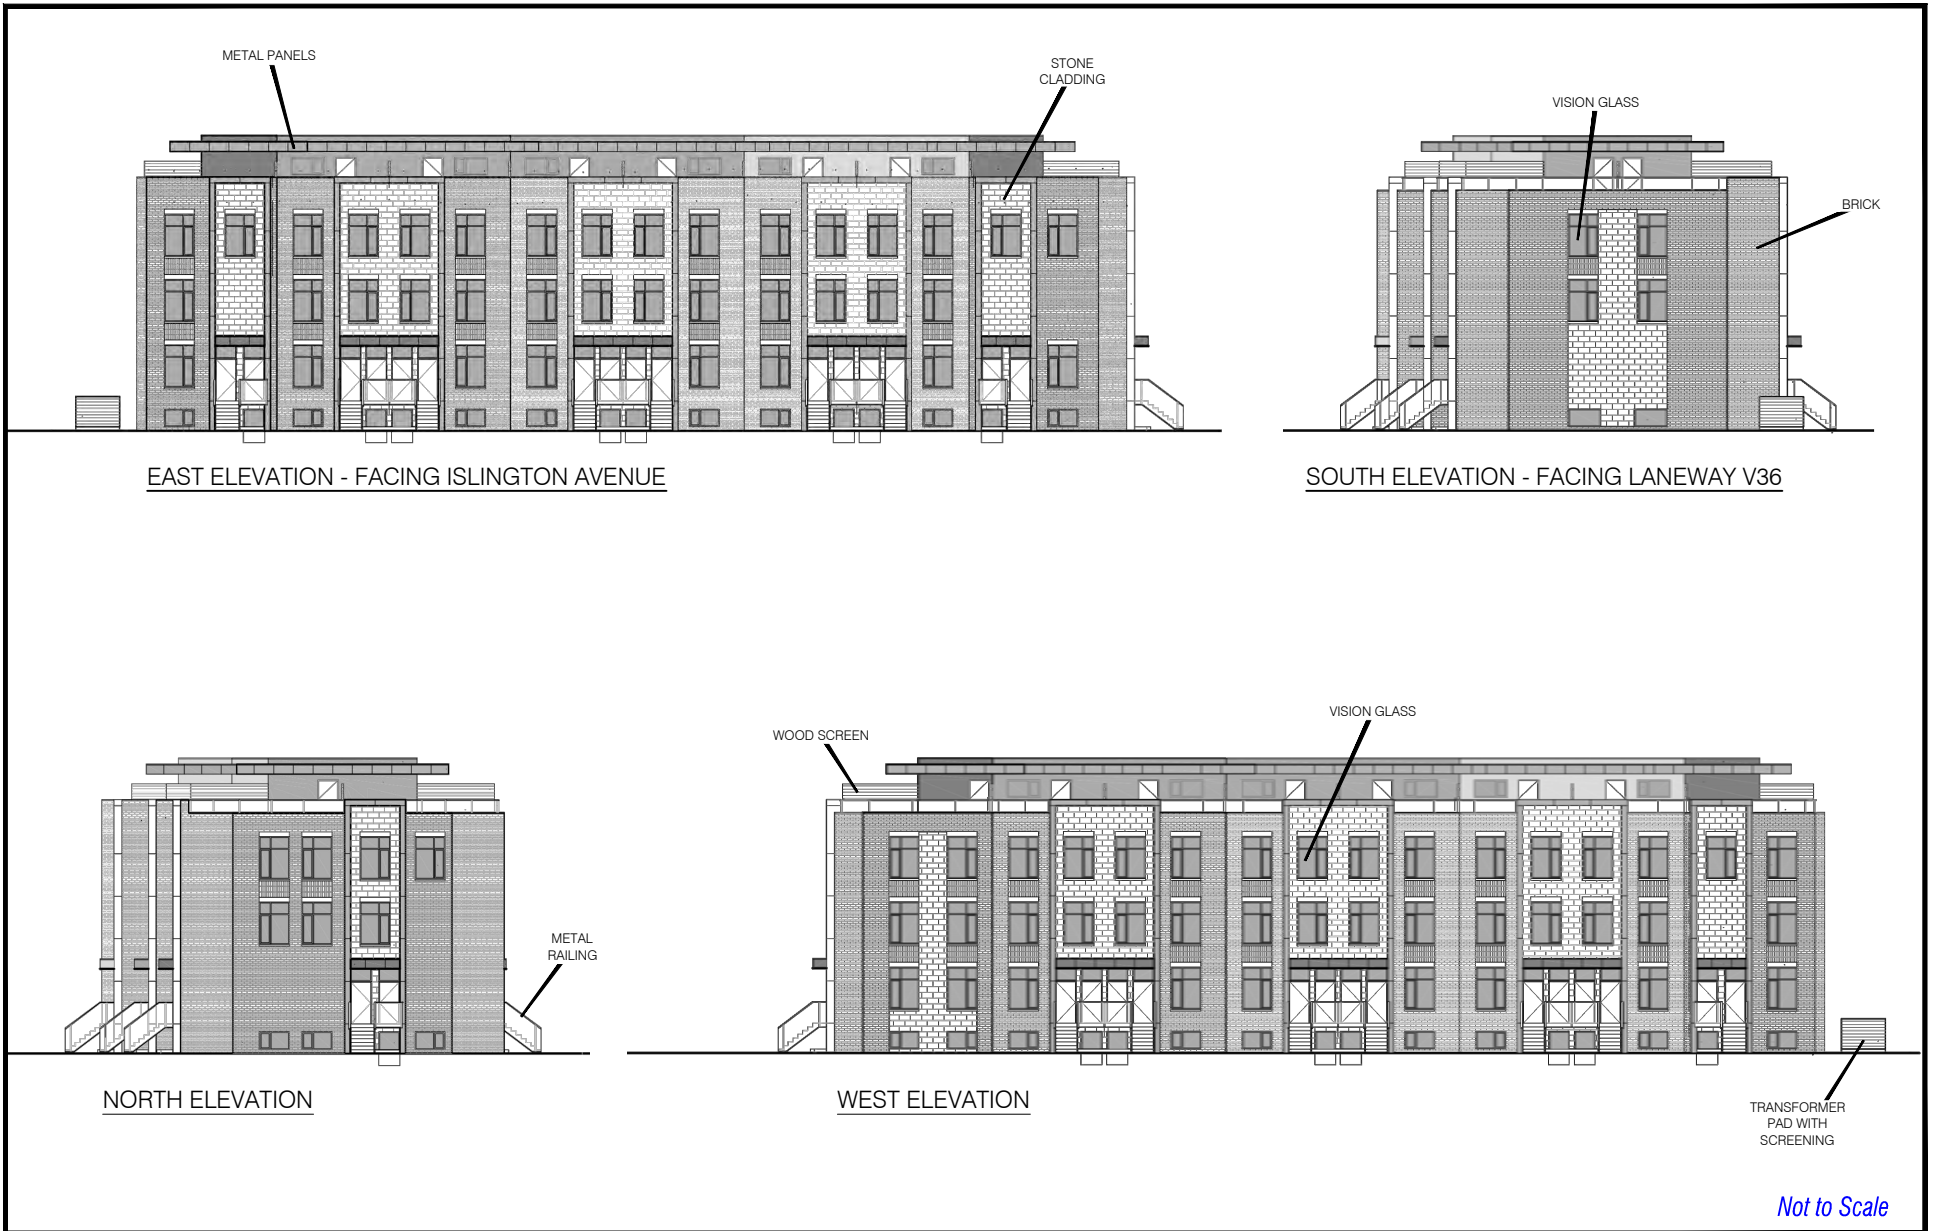 METAL PANELS
STONE
CLADDING
VISION GLASS
BRICK
EAST ELEVATION - FACING ISLINGTON AVENUE
SOUTH ELEVATION - FACING LANEWAY V36
WOOD SCREEN
VISION GLASS
METAL
RAILING
NORTH ELEVATION
WEST ELEVATION
TRANSFORMER
PAD WITH
SCREENING
Not to Scale